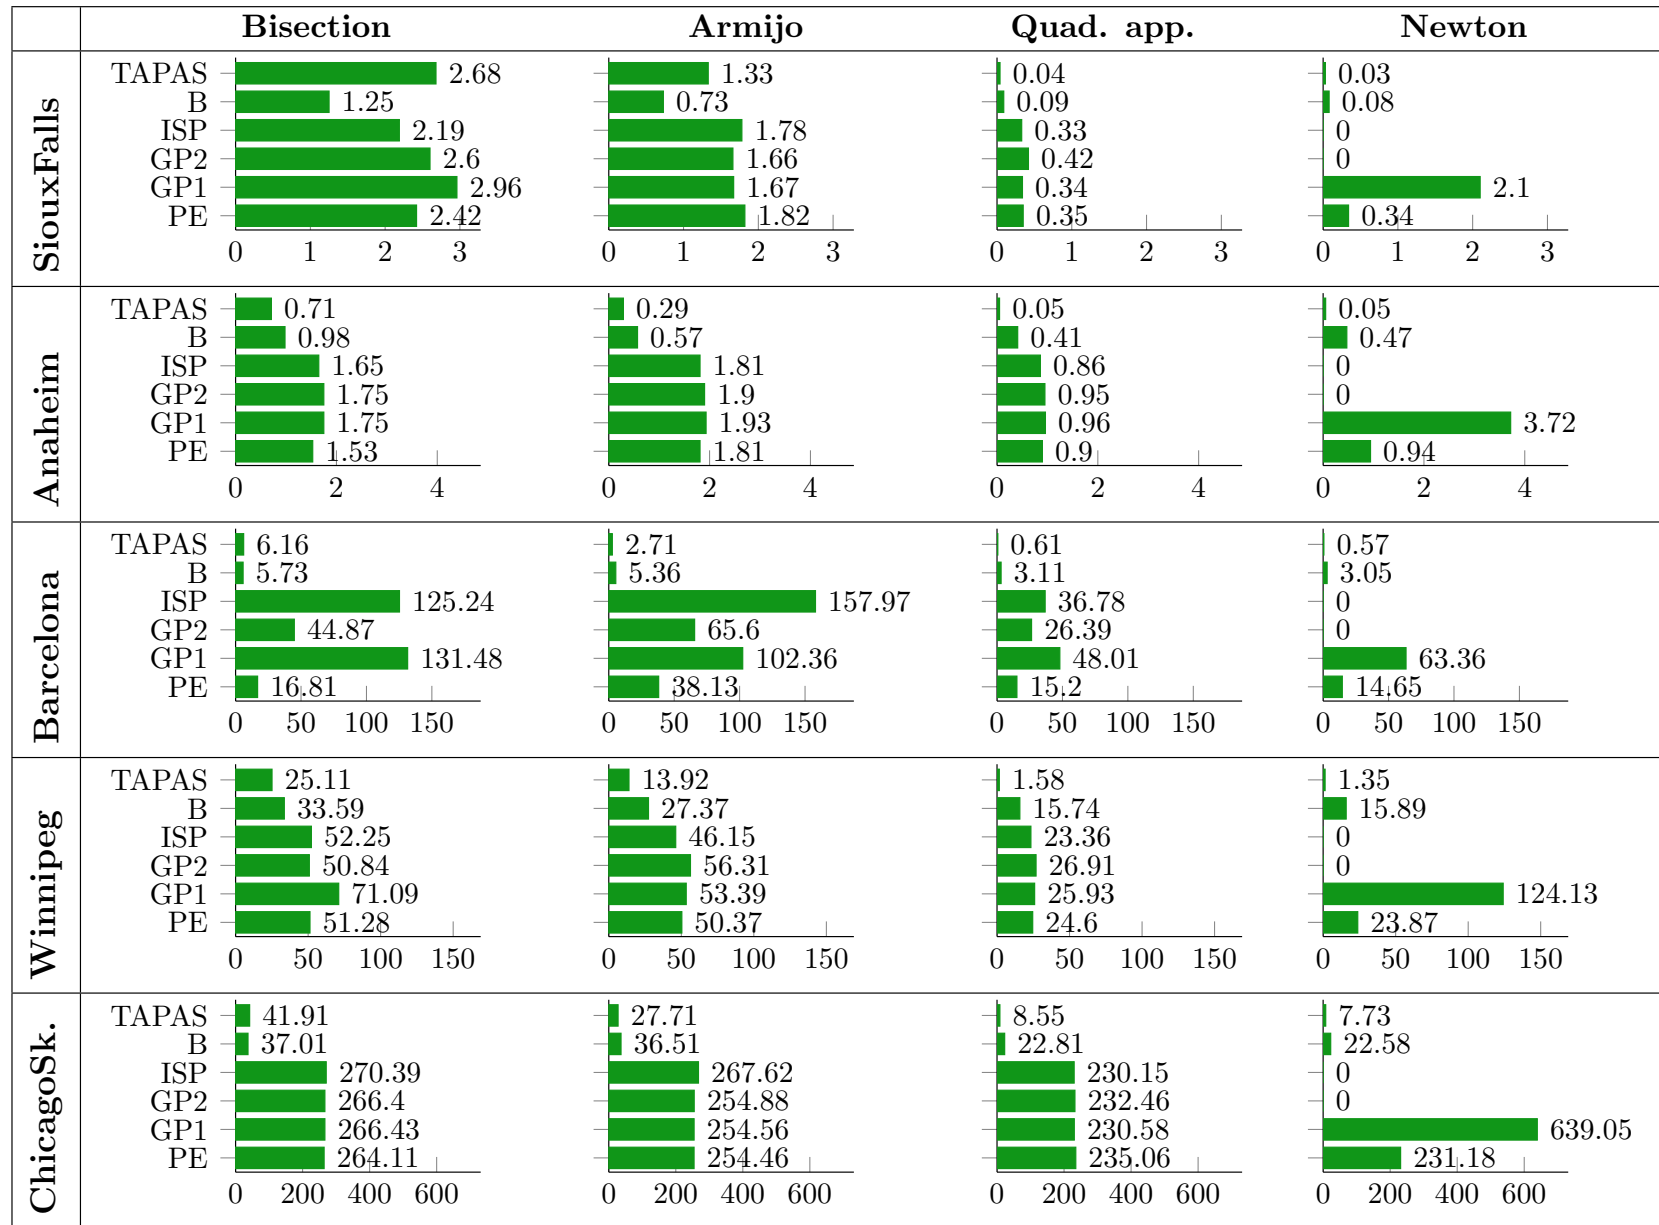 Bisection Armijo Quad. app. Newton
SiouxFalls
TAPAS 2.68 1.33 0.04 0.03
B 1.25 0.73 0.09 0.08
ISP 2.19 1.78 0.33 0
GP2 2.6 1.66 0.42 0
GP1 2.96 1.67 0.34 2.1
PE 2.42 1.82 0.35 0.34
0 1 2 3 0 1 2 3 0 1 2 3 0 1 2 3
Anaheim
TAPAS 0.71 0.29 0.05 0.05
B 0.98 0.57 0.41 0.47
ISP 1.65 1.81 0.86 0
GP2 1.75 1.9 0.95 0
GP1 1.75 1.93 0.96 3.72
PE 1.53 1.81 0.9 0.94
0 2 4 0 2 4 0 2 4 0 2 4
Barcelona
TAPAS 6.16 2.71 0.61 0.57
B 5.73 5.36 3.11 3.05
ISP 125.24 157.97 36.78 0
GP2 44.87 65.6 26.39 0
GP1 131.48 102.36 48.01 63.36
PE 16.81 38.13 15.2 14.65
0 50 100 150 0 50 100 150 0 50 100 150 0 50 100 150
Winnipeg
TAPAS 25.11 13.92 1.58 1.35
B 33.59 27.37 15.74 15.89
ISP 52.25 46.15 23.36 0
GP2 50.84 56.31 26.91 0
GP1 71.09 53.39 25.93 124.13
PE 51.28 50.37 24.6 23.87
0 50 100 150 0 50 100 150 0 50 100 150 0 50 100 150
ChicagoSk.
TAPAS 41.91 27.71 8.55 7.73
B 37.01 36.51 22.81 22.58
ISP 270.39 267.62 230.15 0
GP2 266.4 254.88 232.46 0
GP1 266.43 254.56 230.58 639.05
PE 264.11 254.46 235.06 231.18
0 200 400 600 0 200 400 600 0 200 400 600 0 200 400 600